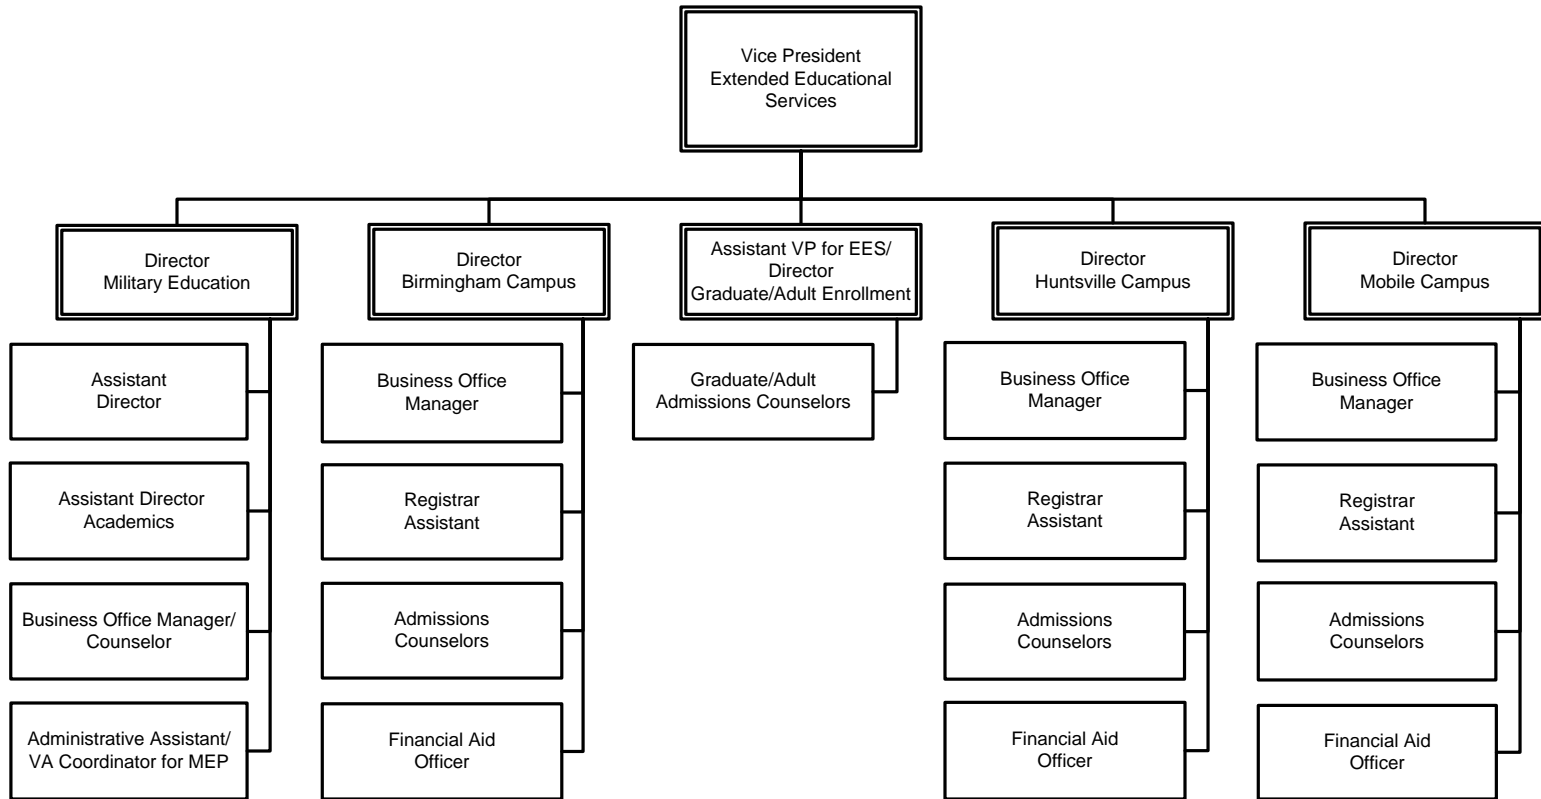 Vice President
Extended Educational
Services
Director
Military Education
Director
Birmingham Campus
Assistant VP for EES/
Director
Graduate/Adult Enrollment
Director
Huntsville Campus
Director
Mobile Campus
Assistant
Director
Business Office
Manager
Graduate/Adult
Admissions Counselors
Business Office
Manager
Business Office
Manager
Assistant Director
Academics
Registrar
Assistant
Registrar
Assistant
Registrar
Assistant
Business Office Manager/
Counselor
Admissions
Counselors
Admissions
Counselors
Admissions
Counselors
Administrative Assistant/
VA Coordinator for MEP
Financial Aid
Officer
Financial Aid
Officer
Financial Aid
Officer